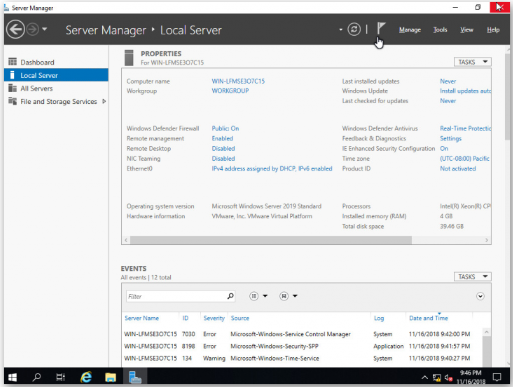 Server Manager
Server Manager • Local Server
Manage Tools View Help
Dashboard
Local Server
All Servers
File and Storage Services
PROPERTIES
For WIN-LFMSE3O7C15
TASKS
Computer name WIN-LFMSE3O7C15 Last installed updates Never
Workgroup WORKGROUP Windows Update Install updates aut
Last checked for updates Never
Windows Defender Firewall Public: On Windows Defender Antivirus Real-Time Protectio
Remote management Enabled Feedback & Diagnostics Settings
Remote Desktop Disabled IE Enhanced Security Configuration On
NIC Teaming Disabled Time zone (UTC-08:00) Pacific
Ethernet0 IPv4 address assigned by DHCP, IPv6 enabled Product ID Not activated
Operating system version Microsoft Windows Server 2019 Standard Processors Intel(R) Xeon(R) CP
Hardware information VMware, Inc. VMware Virtual Platform Installed memory (RAM) 4 GB
Total disk space 39.46 GB
EVENTS
All events | 12 total
TASKS
Filter
Server Name ID Severity Source Log Date and Time
WIN-LFMSE3O7C15 7030 Error Microsoft-Windows-Service Control Manager System 11/16/2018 9:42:00 PM
WIN-LFMSE3O7C15 8198 Error Microsoft-Windows-Security-SPP Application 11/16/2018 9:41:57 PM
WIN-LFMSE3O7C15 134 Warning Microsoft-Windows-Time-Service System 11/16/2018 9:40:27 PM
9:46 PM
11/16/2018